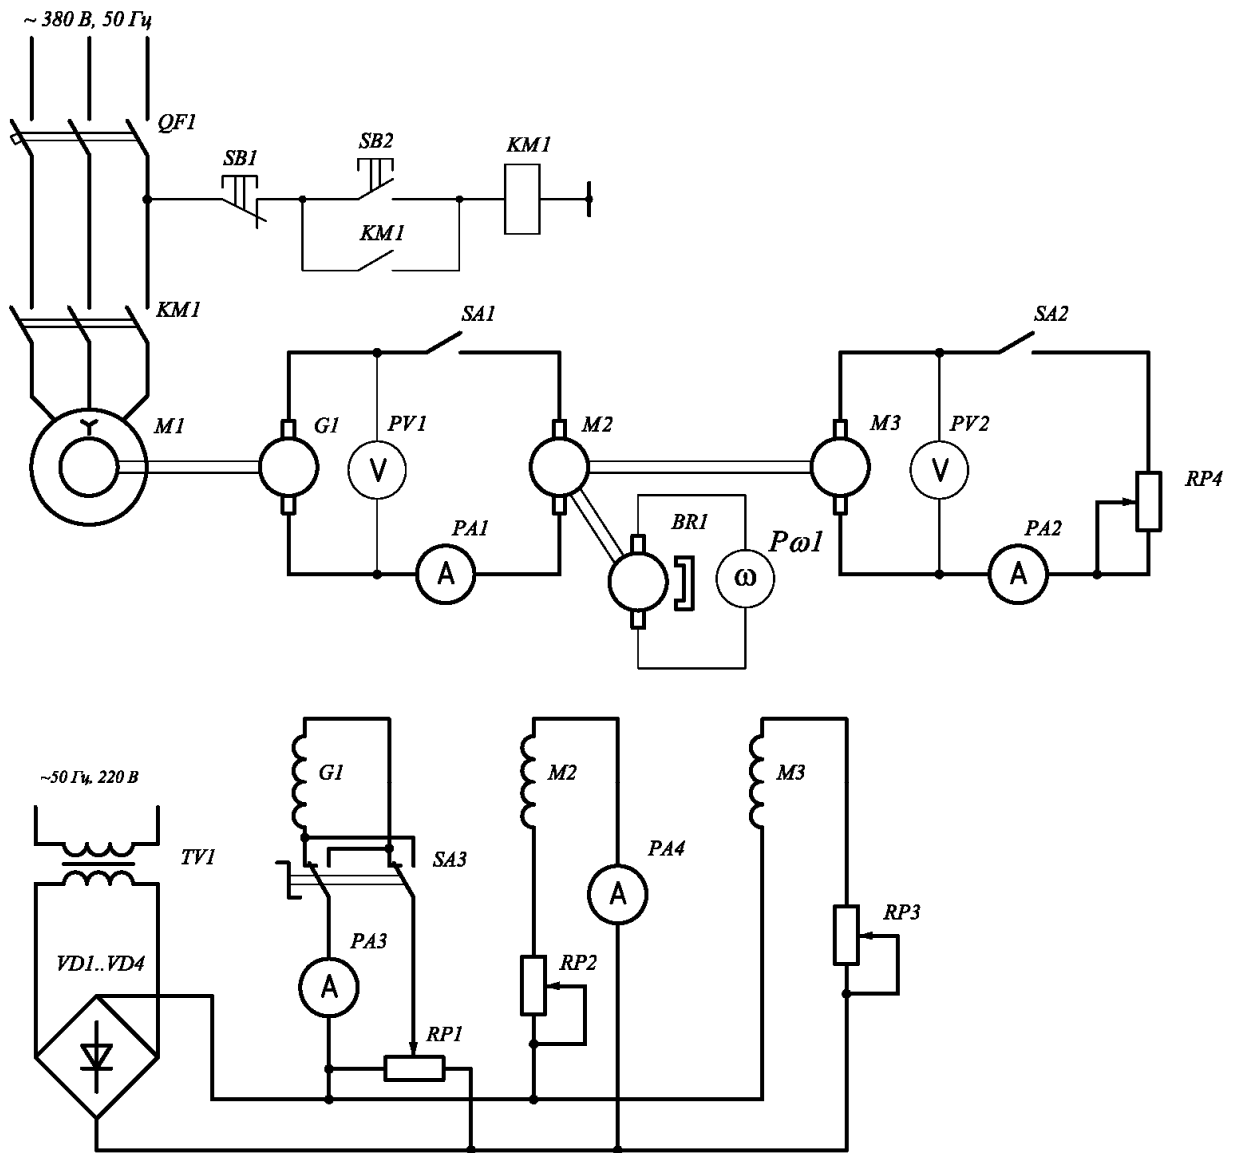 ~ 380 В, 50 Гц
QF1
SB1
SB2
KM1
KM1
KM1
SA1
SA2
M1
G1
PV1
V
M2
M3
PV2
V
RP4
PA1
A
BR1
Pω1
ω
PA2
A
~50 Гц, 220 В
TV1
VD1..VD4
G1
SA3
PA3
A
RP1
M2
PA4
A
RP2
M3
RP3